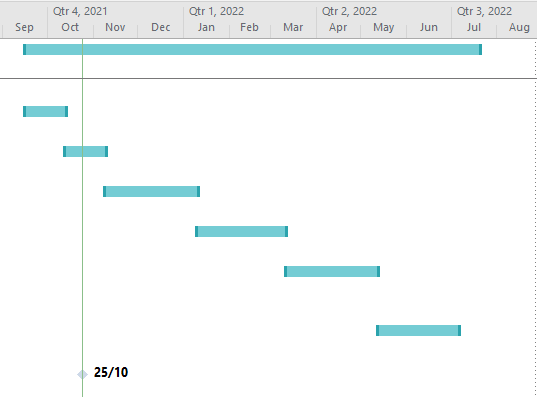 Qtr 4, 2021 Qtr 1, 2022 Qtr 2, 2022 Qtr 3, 2022
Sep Oct Nov Dec Jan Feb Mar Apr May Jun Jul Aug
25/10